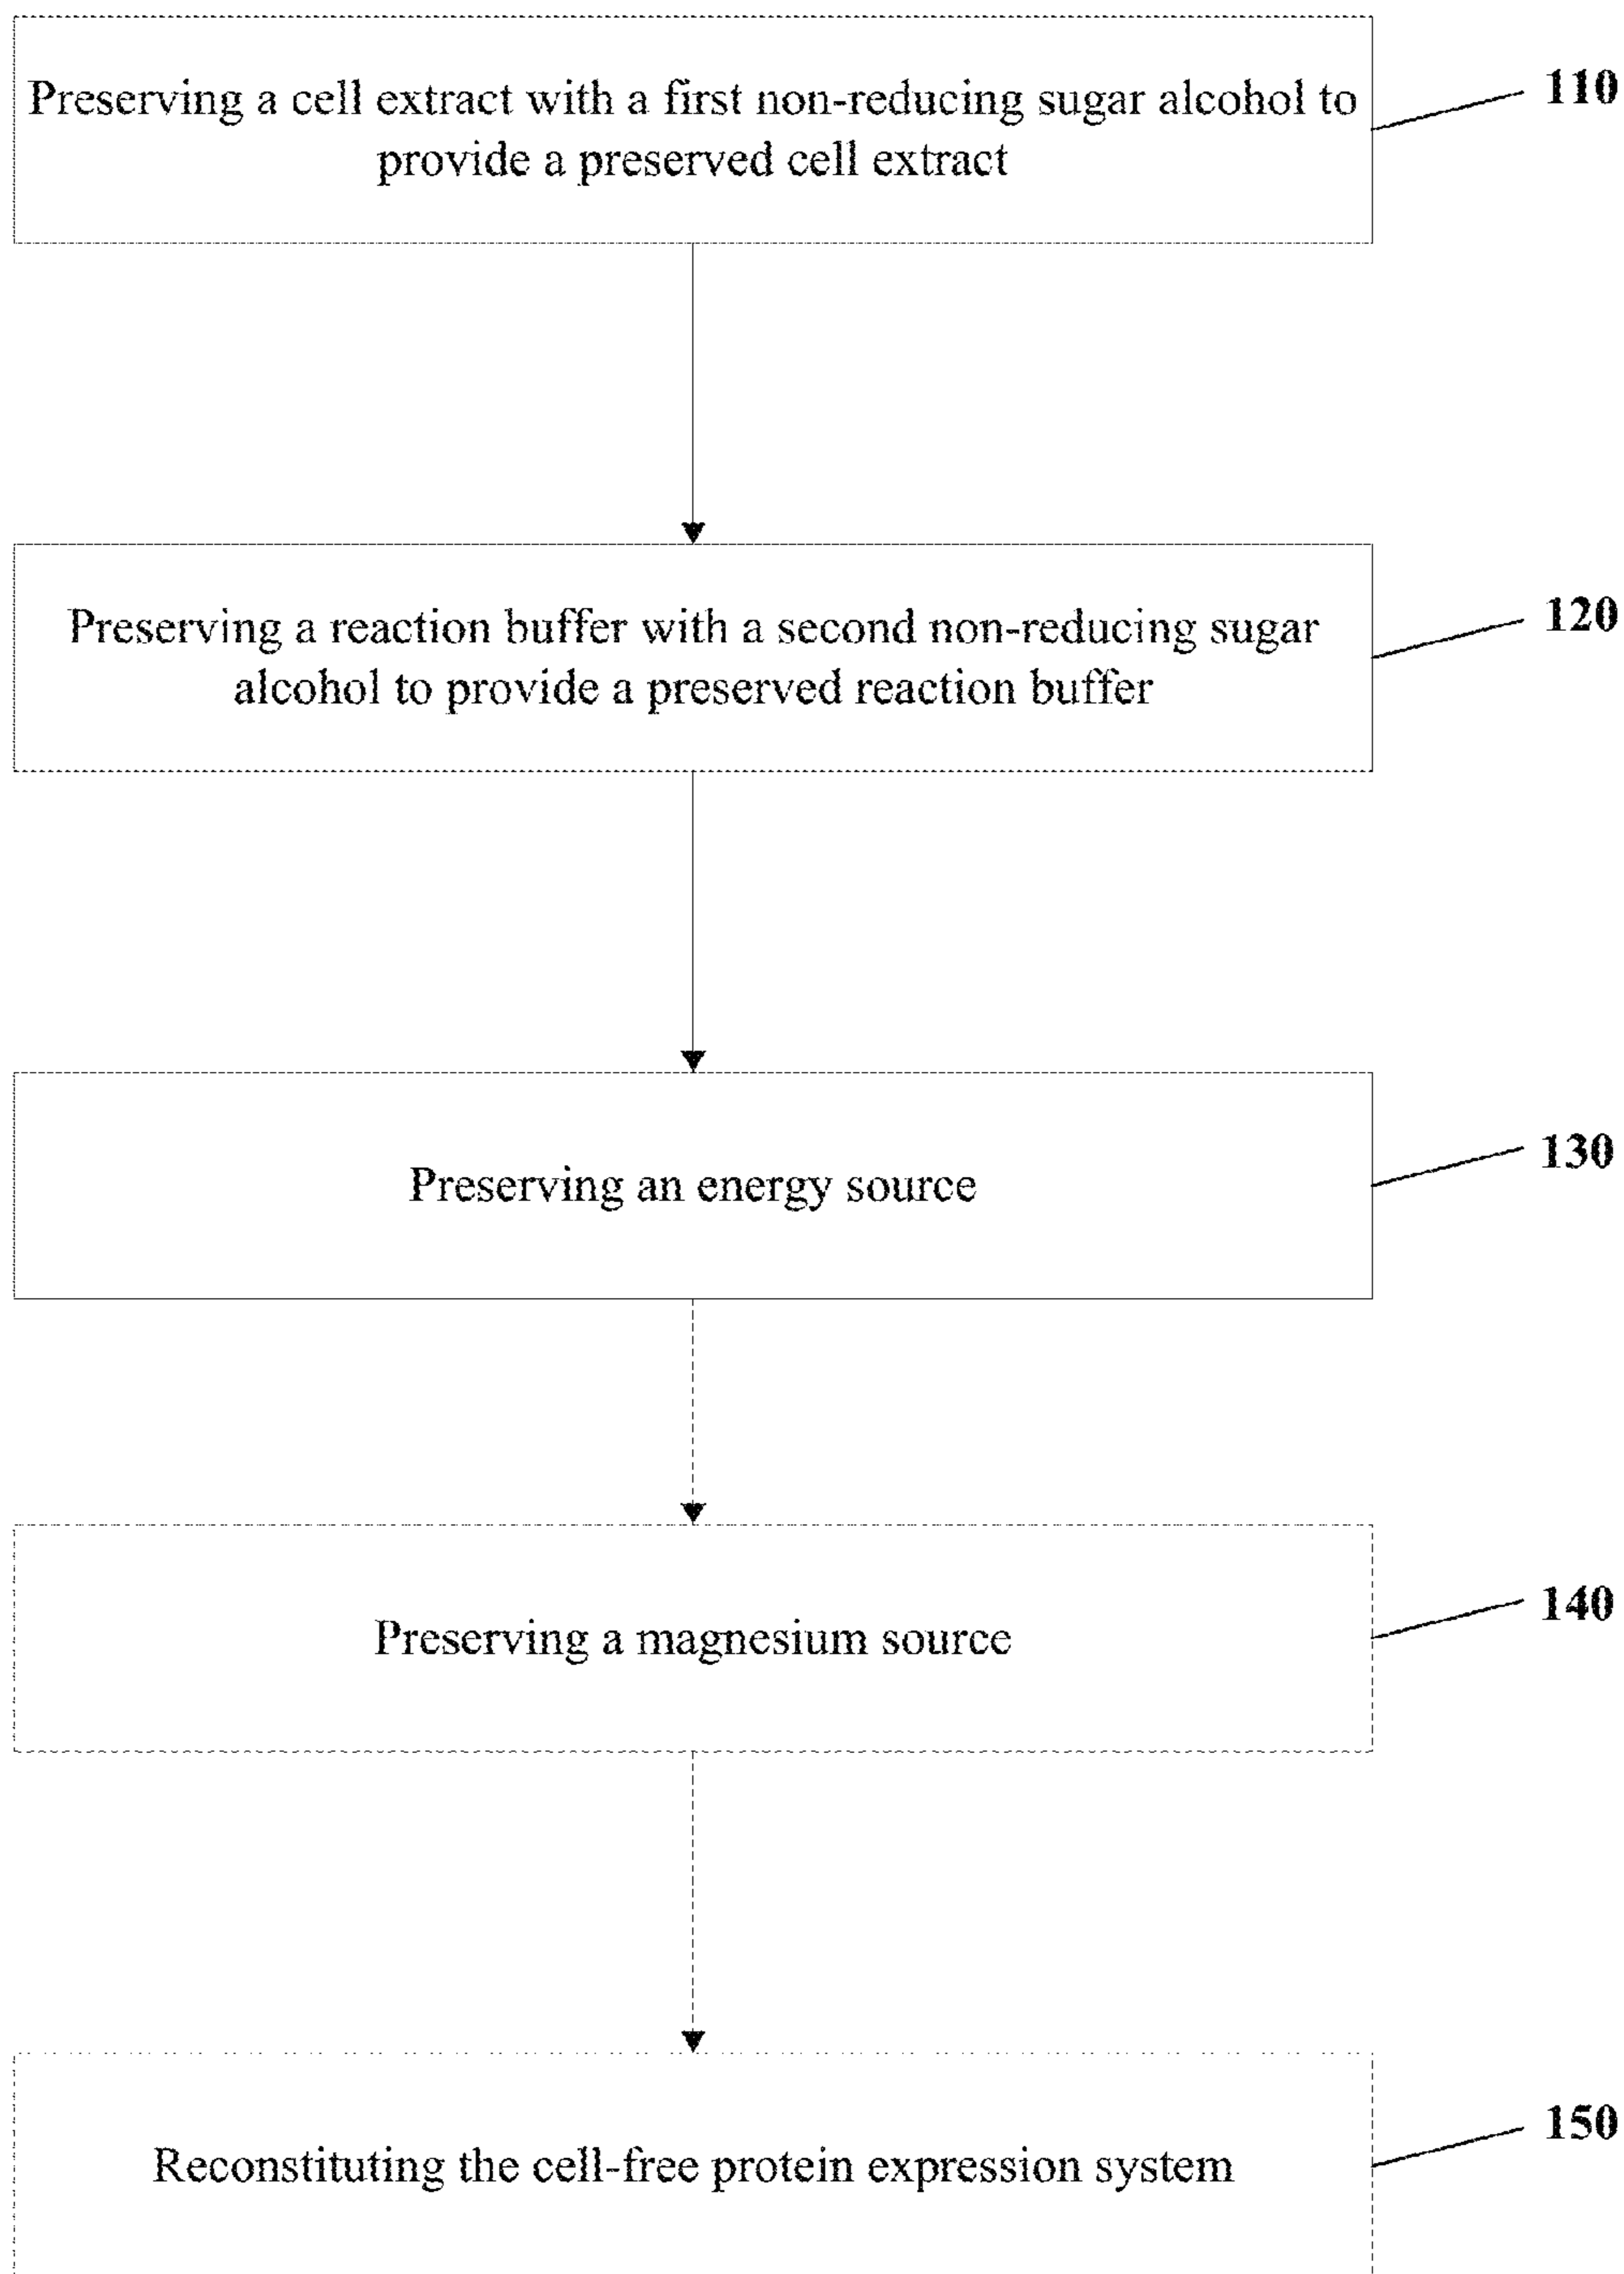 Preserving a cell extract with a first non-reducing sugar alcohol to
provide a preserved cell extract
110
Preserving a reaction buffer with a second non-reducing sugar
alcohol to provide a preserved reaction buffer
120
Preserving an energy source
130
Preserving a magnesium source
140
Reconstituting the cell-free protein expression system
150